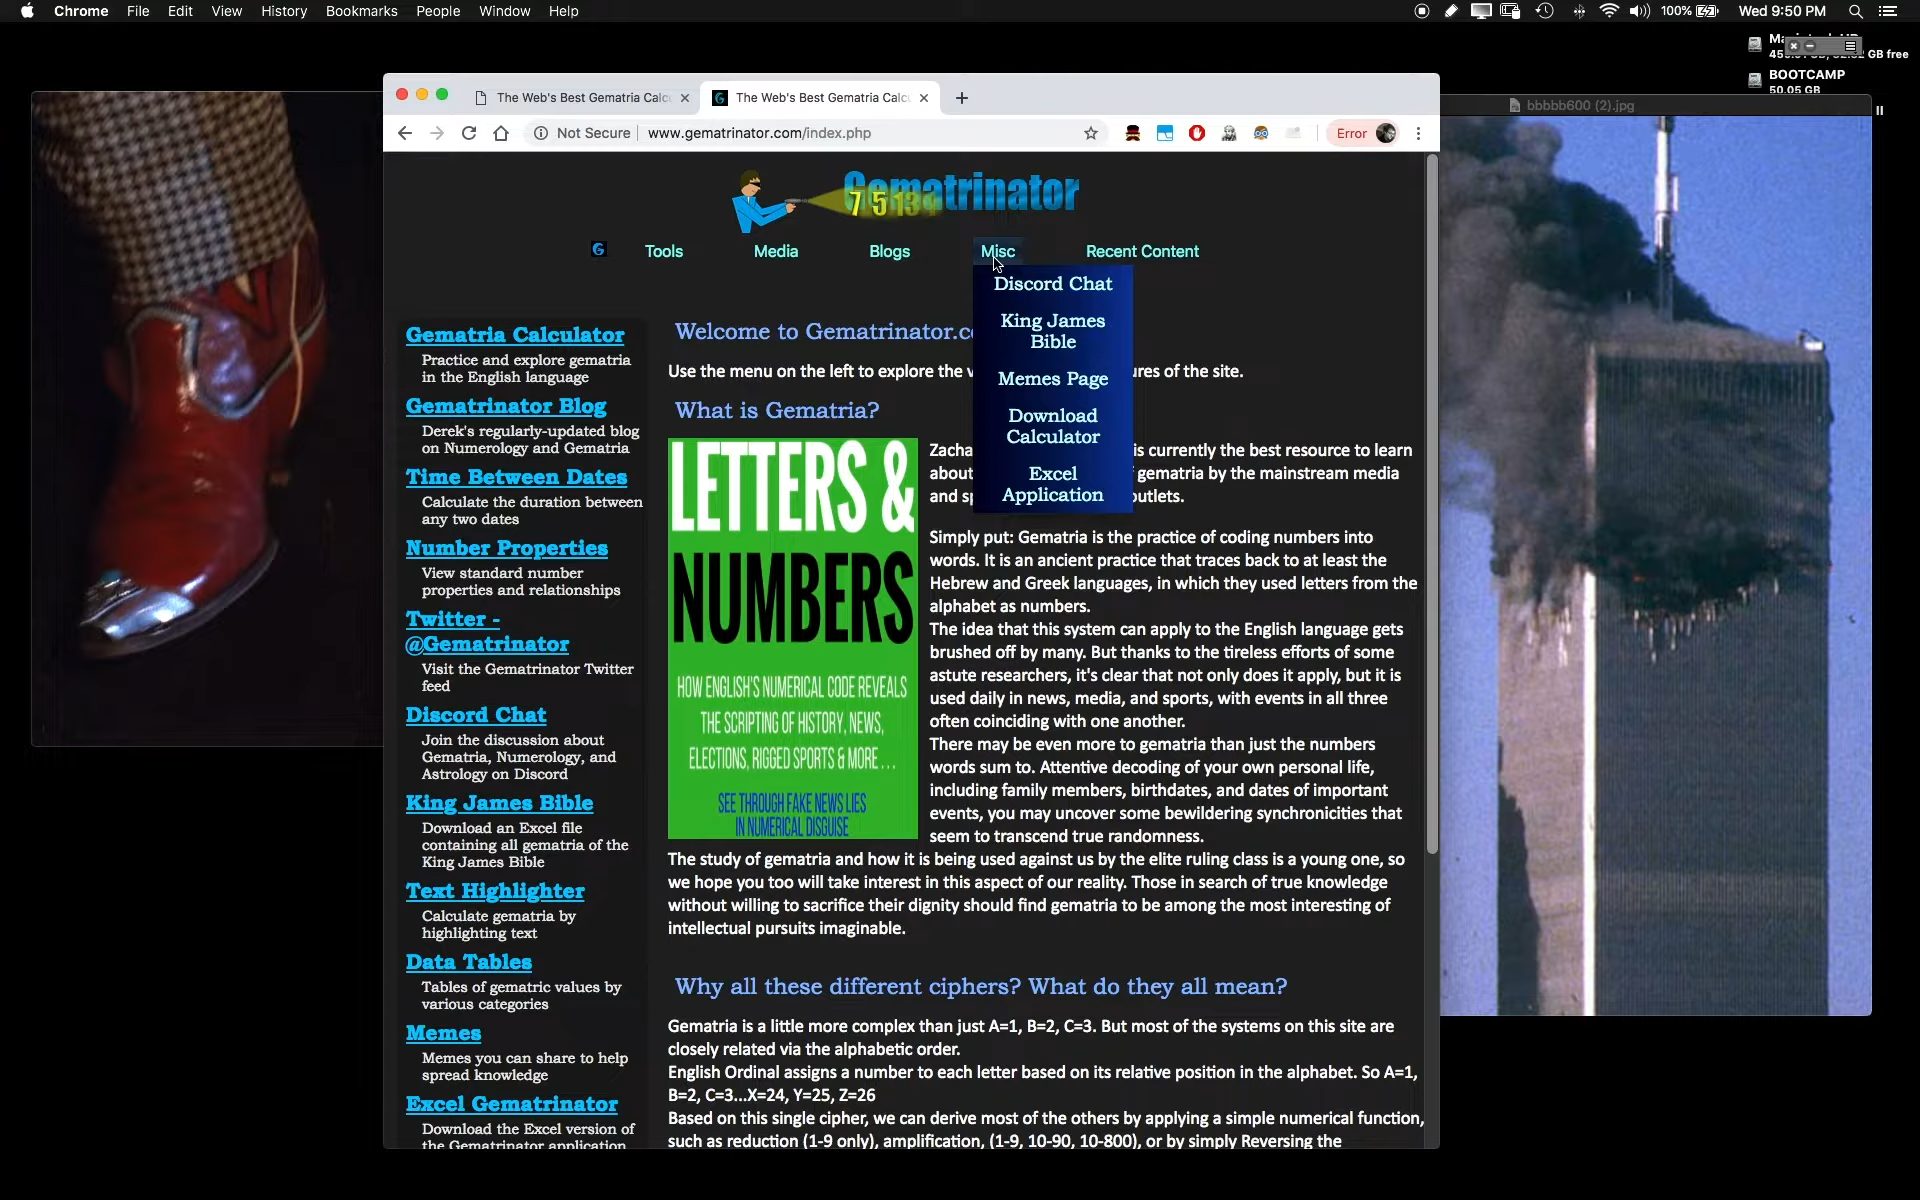 Chrome File Edit View History Bookmarks People Window Help
100% Wed 9:50 PM
GB free
BOOTCAMP
50.05 GB
The Web's Best Gematria Calc
The Web's Best Gematria Calc
bbbbb600 (2).jpg
Not Secure www.gematrinator.com/index.php
Error
Gematrinator
7 5 13
Tools Media Blogs Misc Recent Content
Discord Chat
King James
Bible
Memes Page
Download
Calculator
Excel
Application
Gematria Calculator
Practice and explore gematria
in the English language
Gematrinator Blog
Derek's regularly-updated blog
on Numerology and Gematria
Time Between Dates
Calculate the duration between
any two dates
Number Properties
View standard number
properties and relationships
Twitter -
@Gematrinator
Visit the Gematrinator Twitter
feed
Discord Chat
Join the discussion about
Gematria, Numerology, and
Astrology on Discord
King James Bible
Download an Excel file
containing all gematria of the
King James Bible
Text Highlighter
Calculate gematria by
highlighting text
Data Tables
Tables of gematric values by
various categories
Memes
Memes you can share to help
spread knowledge
Excel Gematrinator
Download the Excel version of
the Gematrinator application
Welcome to Gematrinator.c
Use the menu on the left to explore the v ures of the site.
What is Gematria?
LETTERS &
NUMBERS
HOW ENGLISH'S NUMERICAL CODE REVEALS
THE SCRIPTING OF HISTORY, NEWS,
ELECTIONS, RIGGED SPORTS & MORE . . .
SEE THROUGH FAKE NEWS LIES
IN NUMERICAL DISGUISE
Zacha is currently the best resource to learn
about gematria by the mainstream media
and sp outlets.
Simply put: Gematria is the practice of coding numbers into
words. It is an ancient practice that traces back to at least the
Hebrew and Greek languages, in which they used letters from the
alphabet as numbers.
The idea that this system can apply to the English language gets
brushed off by many. But thanks to the tireless efforts of some
astute researchers, it's clear that not only does it apply, but it is
used daily in news, media, and sports, with events in all three
often coinciding with one another.
There may be even more to gematria than just the numbers
words sum to. Attentive decoding of your own personal life,
including family members, birthdates, and dates of important
events, you may uncover some bewildering synchronicities that
seem to transcend true randomness.
The study of gematria and how it is being used against us by the elite ruling class is a young one, so
we hope you too will take interest in this aspect of our reality. Those in search of true knowledge
without willing to sacrifice their dignity should find gematria to be among the most interesting of
intellectual pursuits imaginable.
Why all these different ciphers? What do they all mean?
Gematria is a little more complex than just A=1, B=2, C=3. But most of the systems on this site are
closely related via the alphabetic order.
English Ordinal assigns a number to each letter based on its relative position in the alphabet. So A=1,
B=2, C=3...X=24, Y=25, Z=26
Based on this single cipher, we can derive most of the others by applying a simple numerical function,
such as reduction (1-9 only), amplification, (1-9, 10-90, 10-800), or by simply Reversing the